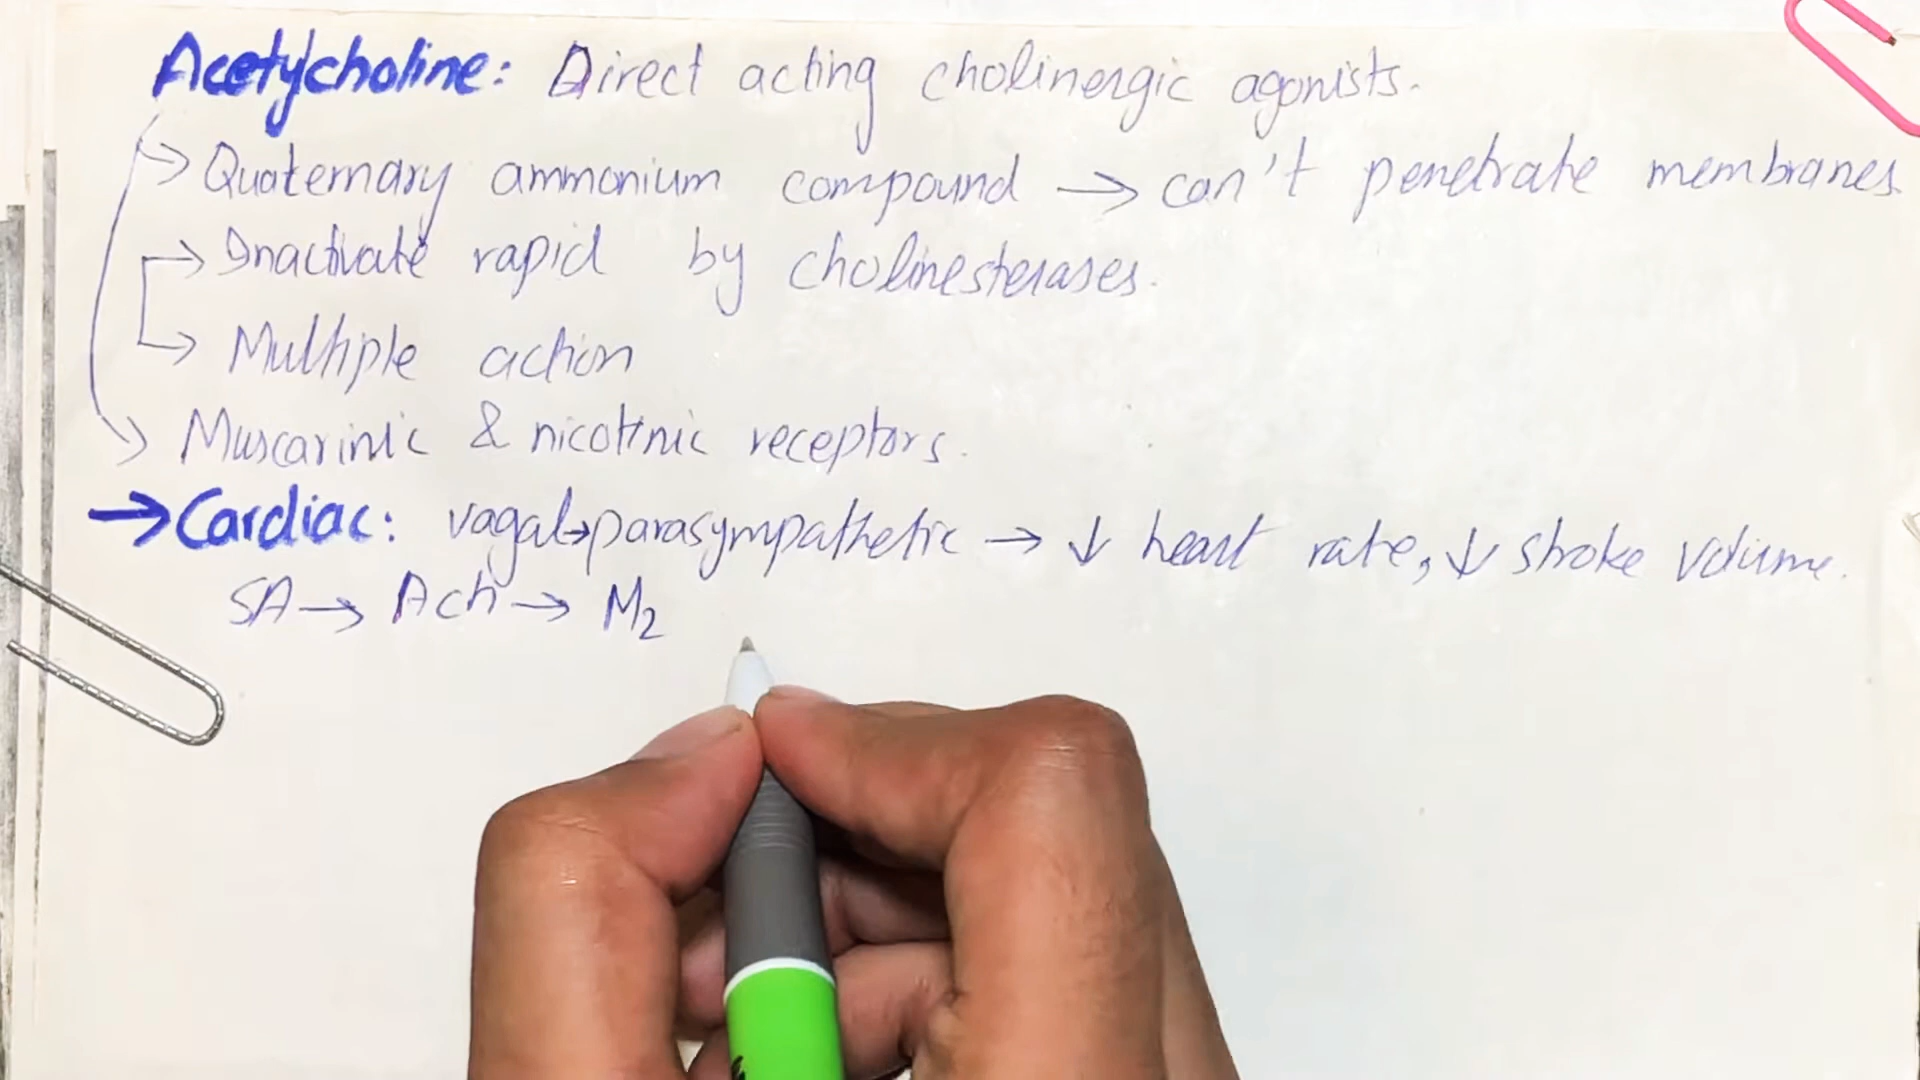 Acetylcholine: Direct acting cholinergic agonists.
→ Quaternary ammonium compound → can't penetrate membranes
→ Inactivate rapid by cholinesterases.
→ Multiple action
→ Muscarinic & nicotinic receptors.
→ Cardiac: vagal→parasympathetic → ↓ heart rate, ↓ stroke volume.
SA → Ach → M₂